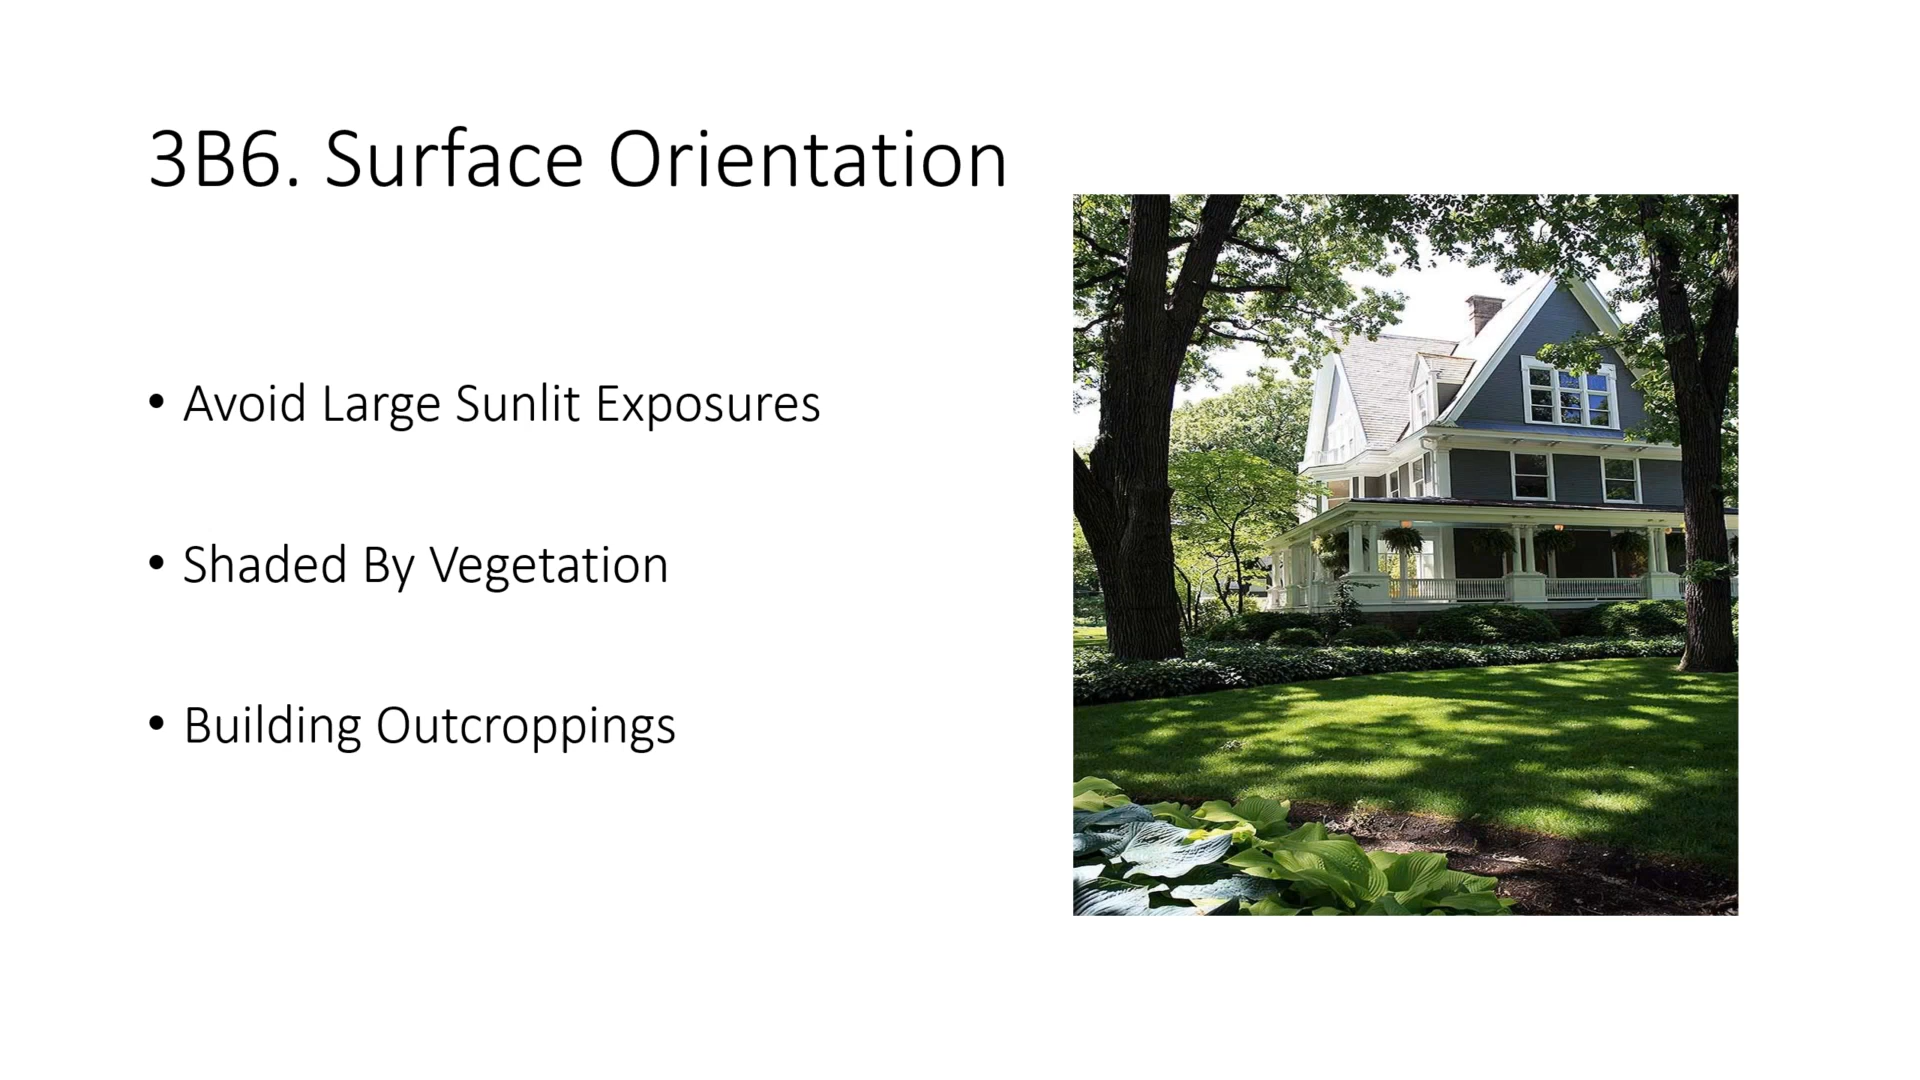 3B6. Surface Orientation
• Avoid Large Sunlit Exposures
• Shaded By Vegetation
• Building Outcroppings